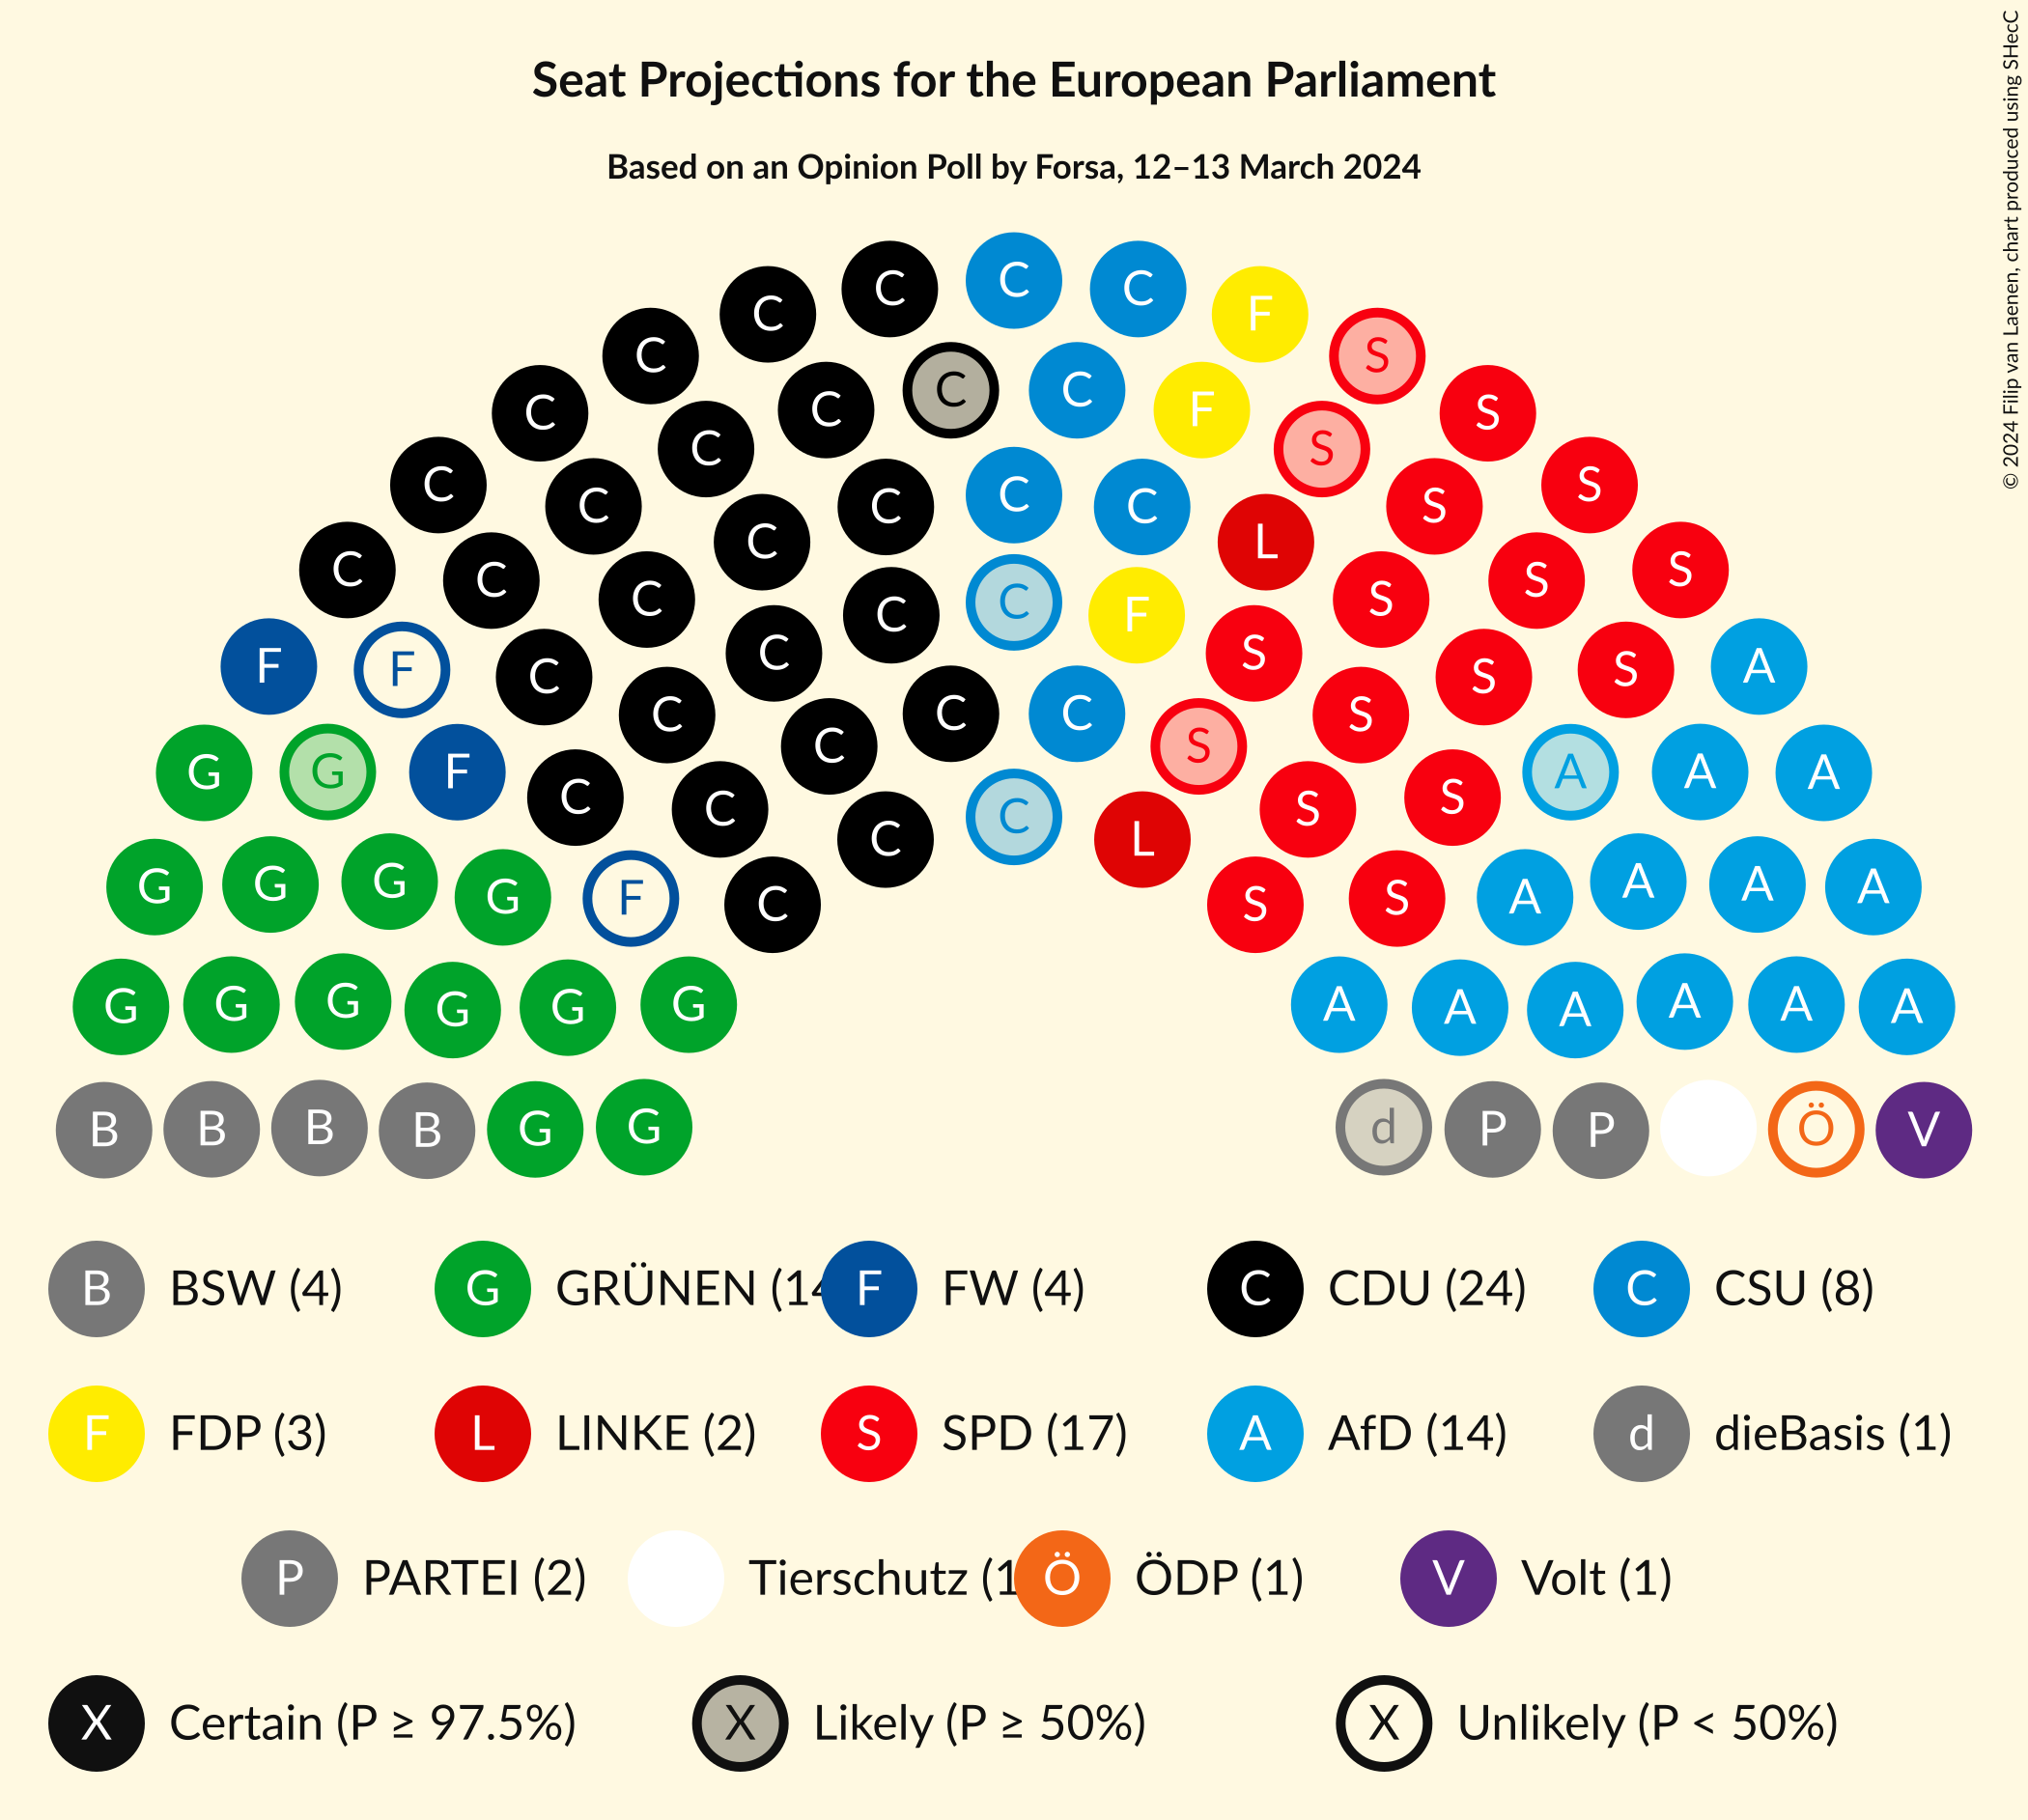 © 2024 Filip van Laenen, chart produced using SHecC
Seat Projections for the European Parliament
Based on an Opinion Poll by Forsa, 12–13 March 2024
C C C C F
C S
C C C C F S
C S
C C C C C S S
C C C C C L S S S
F F C C C F S S S A
G G F C C C C S S A A A
C C C C L S S
G G G G F C S S A A A A
G G G G G G A A A A A A
B B B B G G d P P Ö V
B BSW (4) G GRÜNEN (14 F FW (4) C CDU (24) C CSU (8)
F FDP (3) L LINKE (2) S SPD (17) A AfD (14) d dieBasis (1)
P PARTEI (2) Tierschutz (1 Ö ÖDP (1) V Volt (1)
X Certain (P ≥ 97.5%) X Likely (P ≥ 50%) X Unlikely (P < 50%)